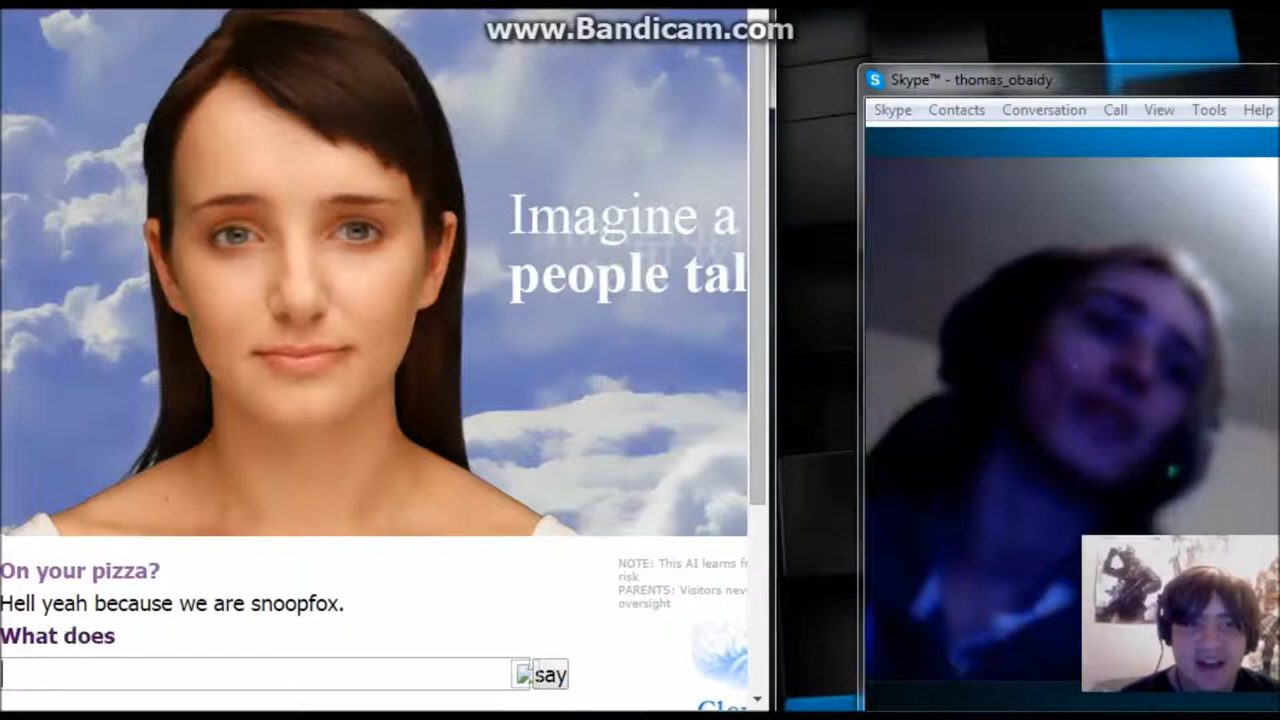 www.Bandicam.com
Imagine a
people tal
Skype™ - thomas_obaidy
Skype Contacts Conversation Call View Tools Help
On your pizza?
Hell yeah because we are snoopfox.
What does
say
NOTE: This AI learns f
risk
PARENTS: Visitors nev
oversight
Clev